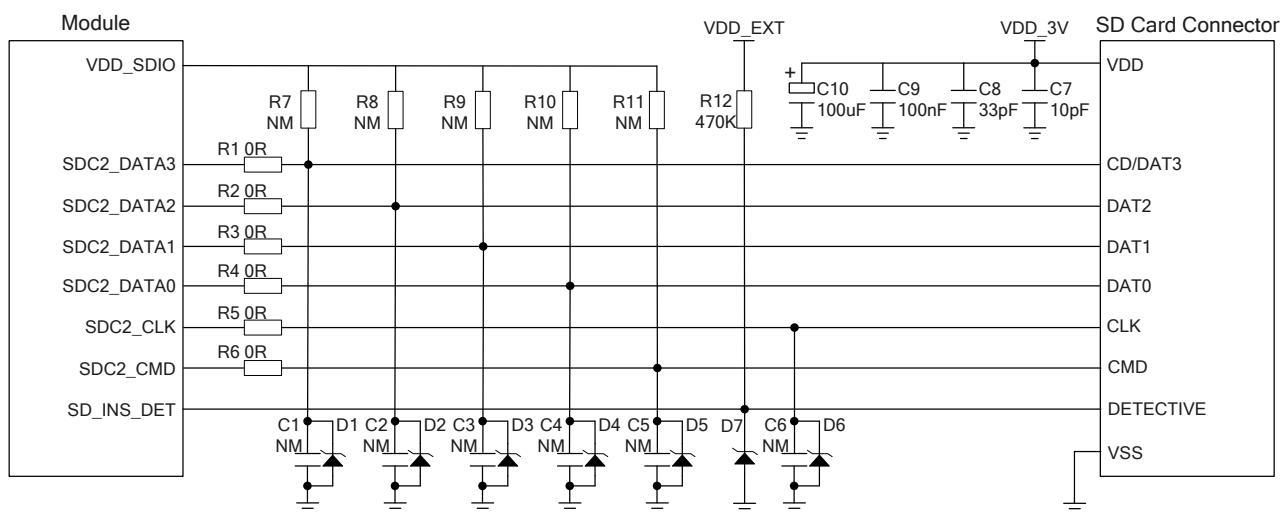 Module
VDD_EXT
VDD_3V
SD Card Connector
VDD_SDIO
VDD
R7
NM
R8
NM
R9
NM
R10
NM
R11
NM
R12
470K
+
C10
100uF
C9
100nF
C8
33pF
C7
10pF
SDC2_DATA3
R1 0R
CD/DAT3
SDC2_DATA2
R2 0R
DAT2
SDC2_DATA1
R3 0R
DAT1
SDC2_DATA0
R4 0R
DAT0
SDC2_CLK
R5 0R
CLK
SDC2_CMD
R6 0R
CMD
SD_INS_DET
DETECTIVE
C1
NM
D1
C2
NM
D2
C3
NM
D3
C4
NM
D4
C5
NM
D5
D7
C6
NM
D6
VSS